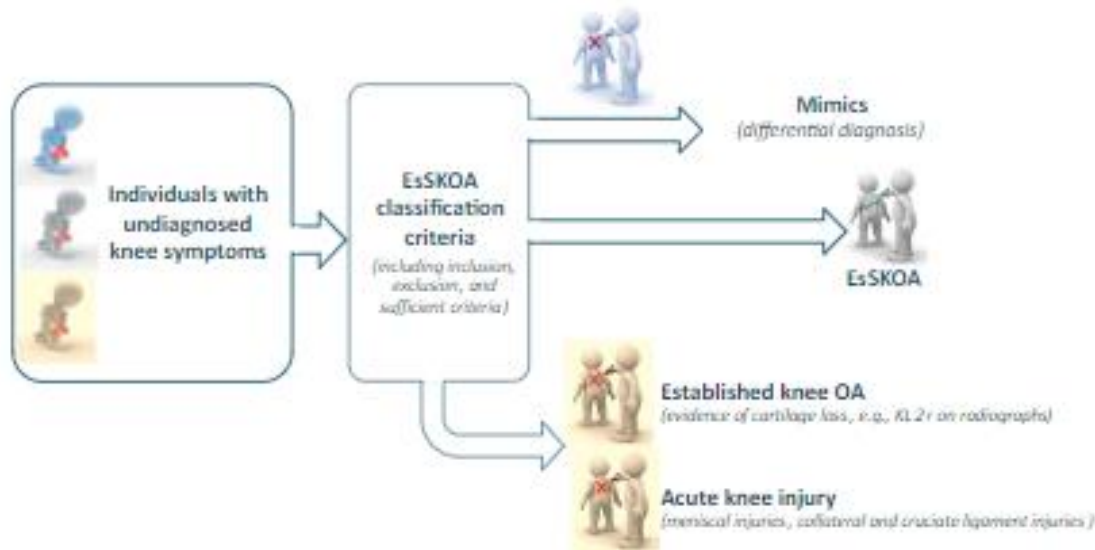 Individuals with
undiagnosed
knee symptoms
EsSKOA
classification
criteria
(including inclusion,
exclusion, and
sufficient criteria)
Mimics
(differential diagnosis)
EsSKOA
Established knee OA
(evidence of cartilage loss, e.g., KL 2+ on radiographs)
Acute knee injury
(meniscal injuries, collateral and cruciate ligament injuries)